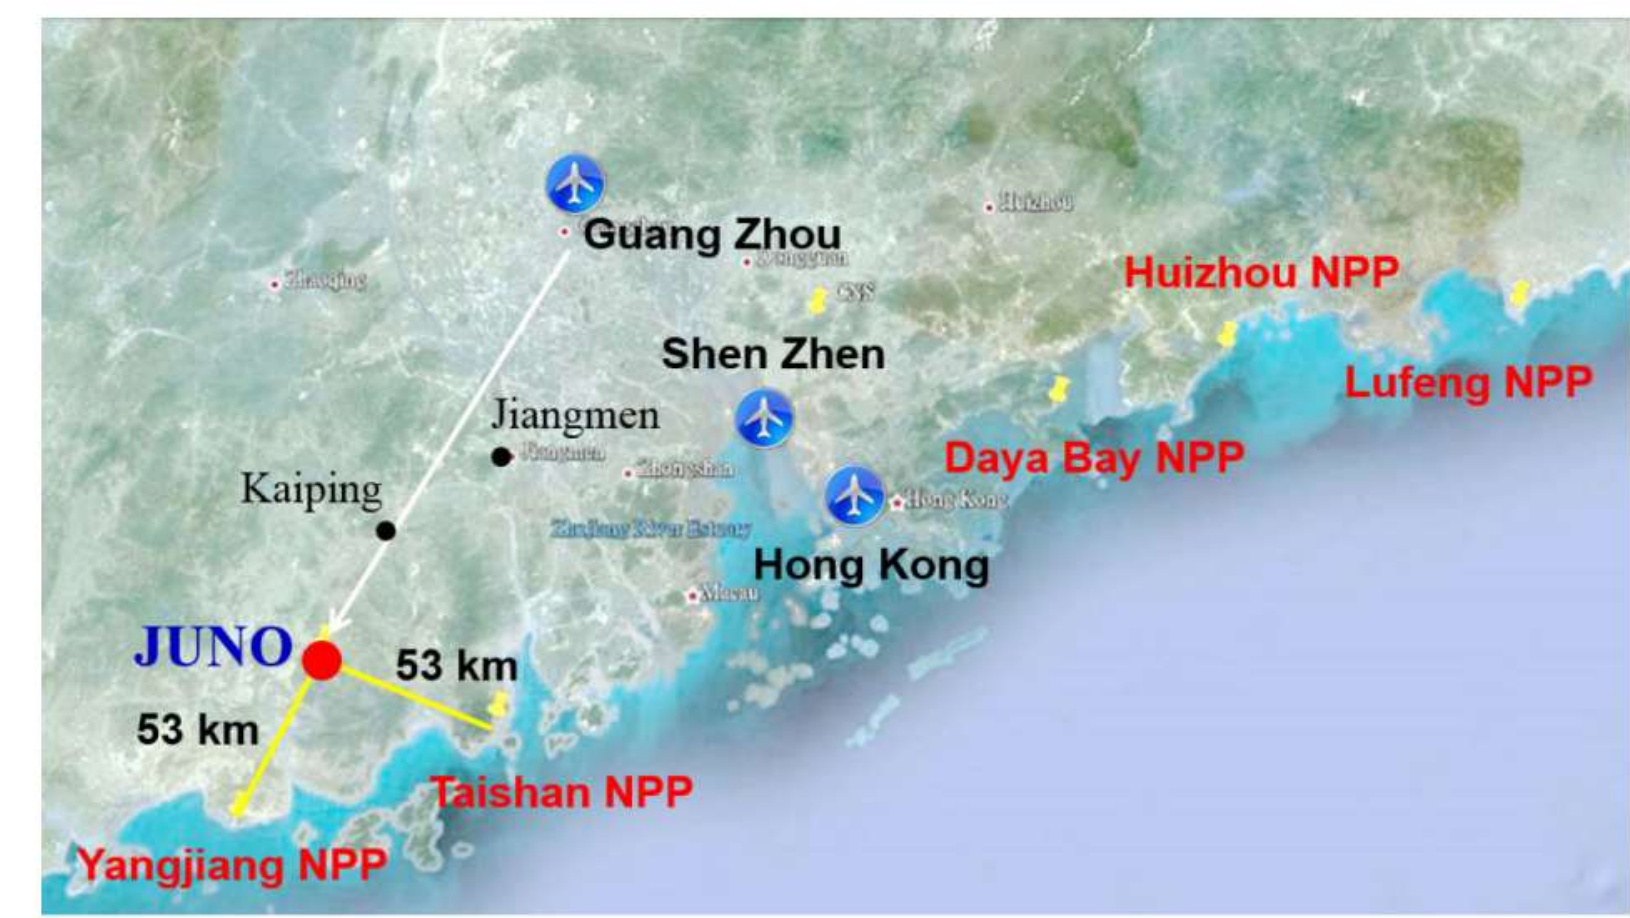 Guang Zhou
Huizhou
Dongguan
Zhaoqing
CNS
Huizhou NPP
Shen Zhen
Lufeng NPP
Jiangmen
Jiangmen
Zhongshan
Daya Bay NPP
Kaiping
Hong Kong
Zhujiang River Estuary
Hong Kong
Macau
JUNO
53 km
53 km
Taishan NPP
Yangjiang NPP